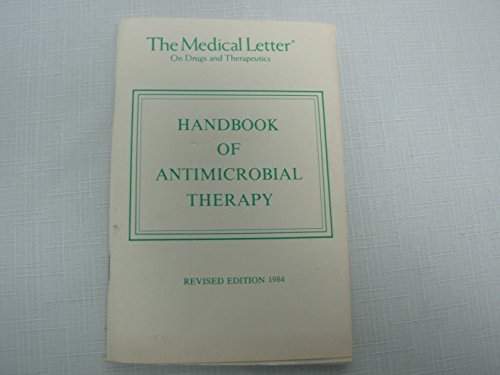 The Medical Letter®
On Drugs and Therapeutics
HANDBOOK
OF
ANTIMICROBIAL
THERAPY
REVISED EDITION 1984